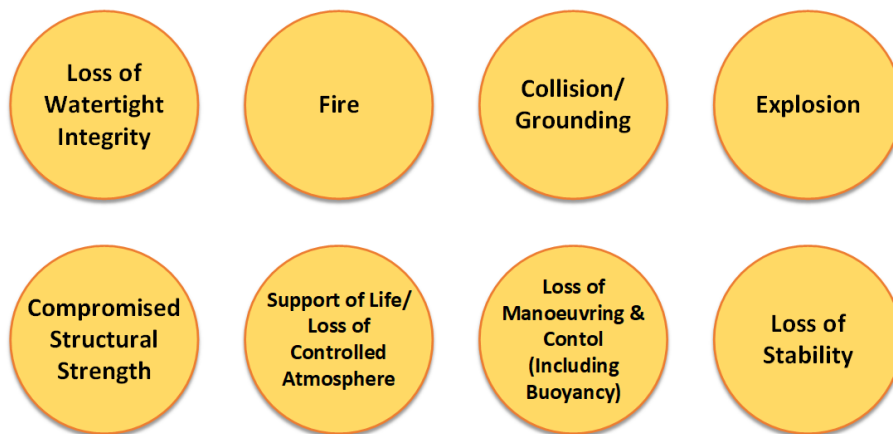 Loss of
Watertight
Integrity
Fire
Collision/
Grounding
Explosion
Compromised
Structural
Strength
Support of Life/
Loss of
Controlled
Atmosphere
Loss of
Manoeuvring &
Contol
(Including
Buoyancy)
Loss of
Stability